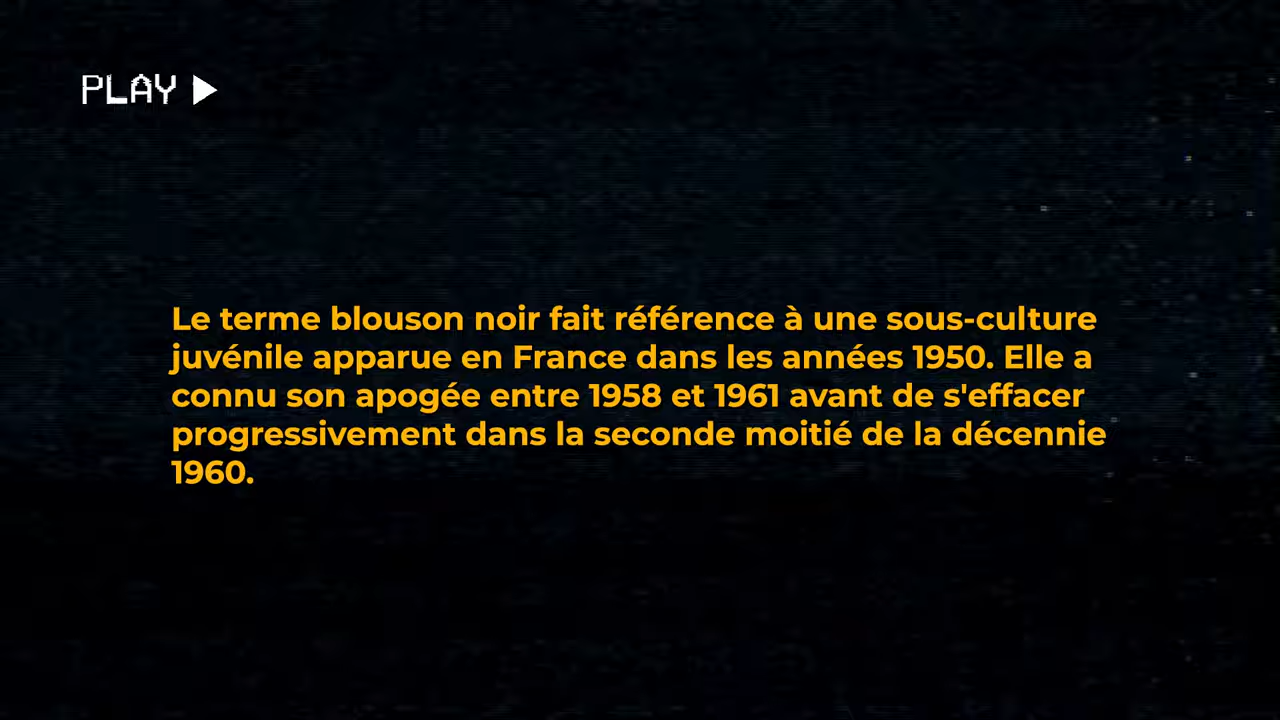 PLAY
Le terme blouson noir fait référence à une sous-culture
juvénile apparue en France dans les années 1950. Elle a
connu son apogée entre 1958 et 1961 avant de s'effacer
progressivement dans la seconde moitié de la décennie
1960.